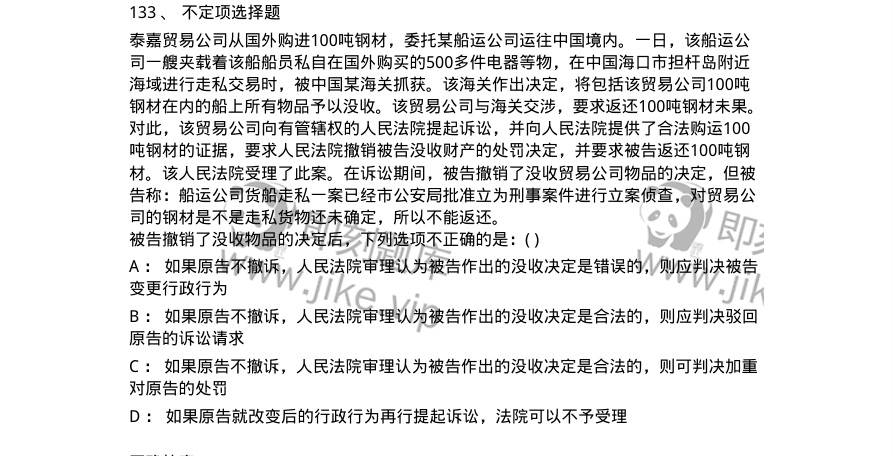 133 、 不定项选择题
泰嘉贸易公司从国外购进100吨钢材，委托某船运公司运往中国境内。一日，该船运公
司一艘夹载着该船船员私自在国外购买的500多件电器等物，在中国海口市担杆岛附近
海域进行走私交易时，被中国某海关抓获。该海关作出决定，将包括该贸易公司100吨
钢材在内的船上所有物品予以没收。该贸易公司与海关交涉，要求返还100吨钢材未果。
对此，该贸易公司向有管辖权的人民法院提起诉讼，并向人民法院提供了合法购运100
吨钢材的证据，要求人民法院撤销被告没收财产的处罚决定，并要求被告返还100吨钢
材。该人民法院受理了此案。在诉讼期间，被告撤销了没收贸易公司物品的决定，但被
告称：船运公司货船走私一案已经市公安局批准立为刑事案件进行立案侦查，对贸易公
司的钢材是不是走私货物还未确定，所以不能返还。
被告撤销了没收物品的决定后，下列选项不正确的是：( )
A ： 如果原告不撤诉，人民法院审理认为被告作出的没收决定是错误的，则应判决被告
变更行政行为
B ： 如果原告不撤诉，人民法院审理认为被告作出的没收决定是合法的，则应判决驳回
原告的诉讼请求
C ： 如果原告不撤诉，人民法院审理认为被告作出的没收决定是合法的，则可判决加重
对原告的处罚
D ： 如果原告就改变后的行政行为再行提起诉讼，法院可以不予受理
即刻题库
www.jike.vip
即刻
www.jik